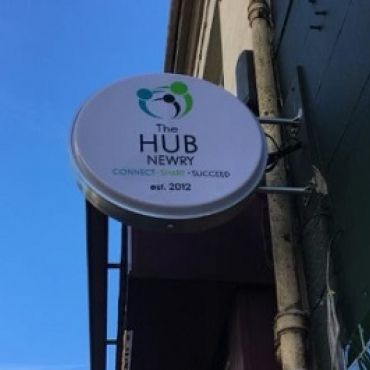 The
HUB
NEWRY
CONNECT · SHARE · SUCCEED
est. 2012